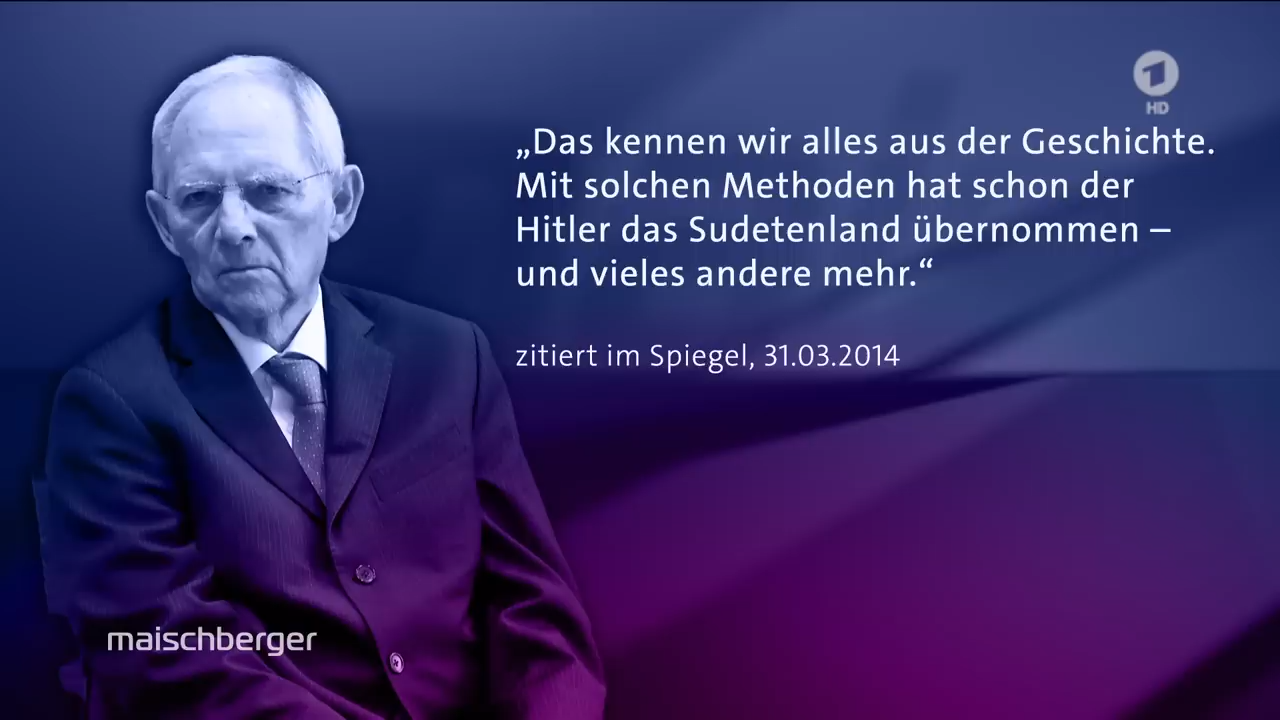 HD
„Das kennen wir alles aus der Geschichte.
Mit solchen Methoden hat schon der
Hitler das Sudetenland übernommen –
und vieles andere mehr.“
zitiert im Spiegel, 31.03.2014
maischberger